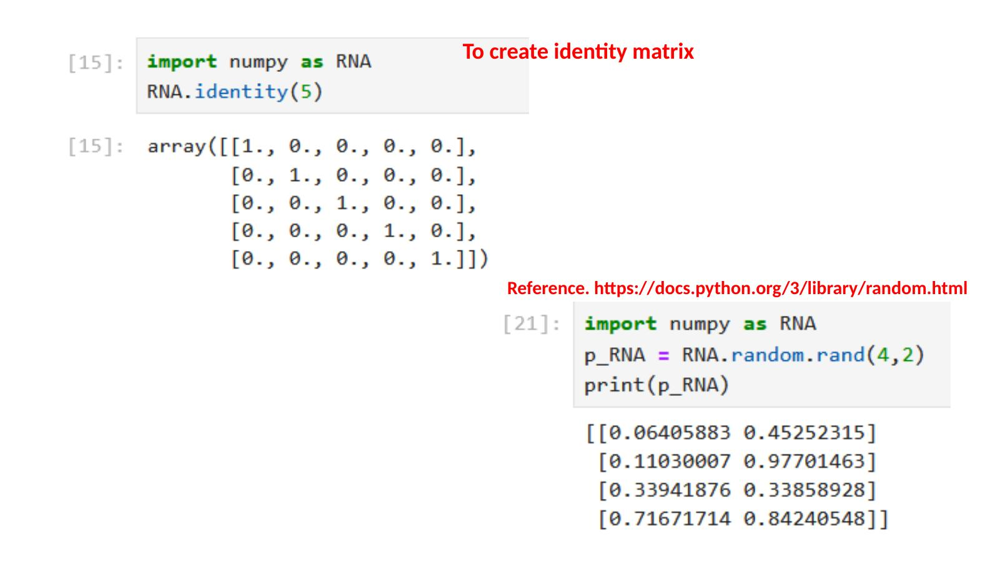 To create identity matrix
[15]: import numpy as RNA
RNA.identity(5)
[15]: array([[1., 0., 0., 0., 0.],
[0., 1., 0., 0., 0.],
[0., 0., 1., 0., 0.],
[0., 0., 0., 1., 0.],
[0., 0., 0., 0., 1.]])
Reference. https://docs.python.org/3/library/random.html
[21]: import numpy as RNA
p_RNA = RNA.random.rand(4,2)
print(p_RNA)
[[0.06405883 0.45252315]
[0.11030007 0.97701463]
[0.33941876 0.33858928]
[0.71671714 0.84240548]]